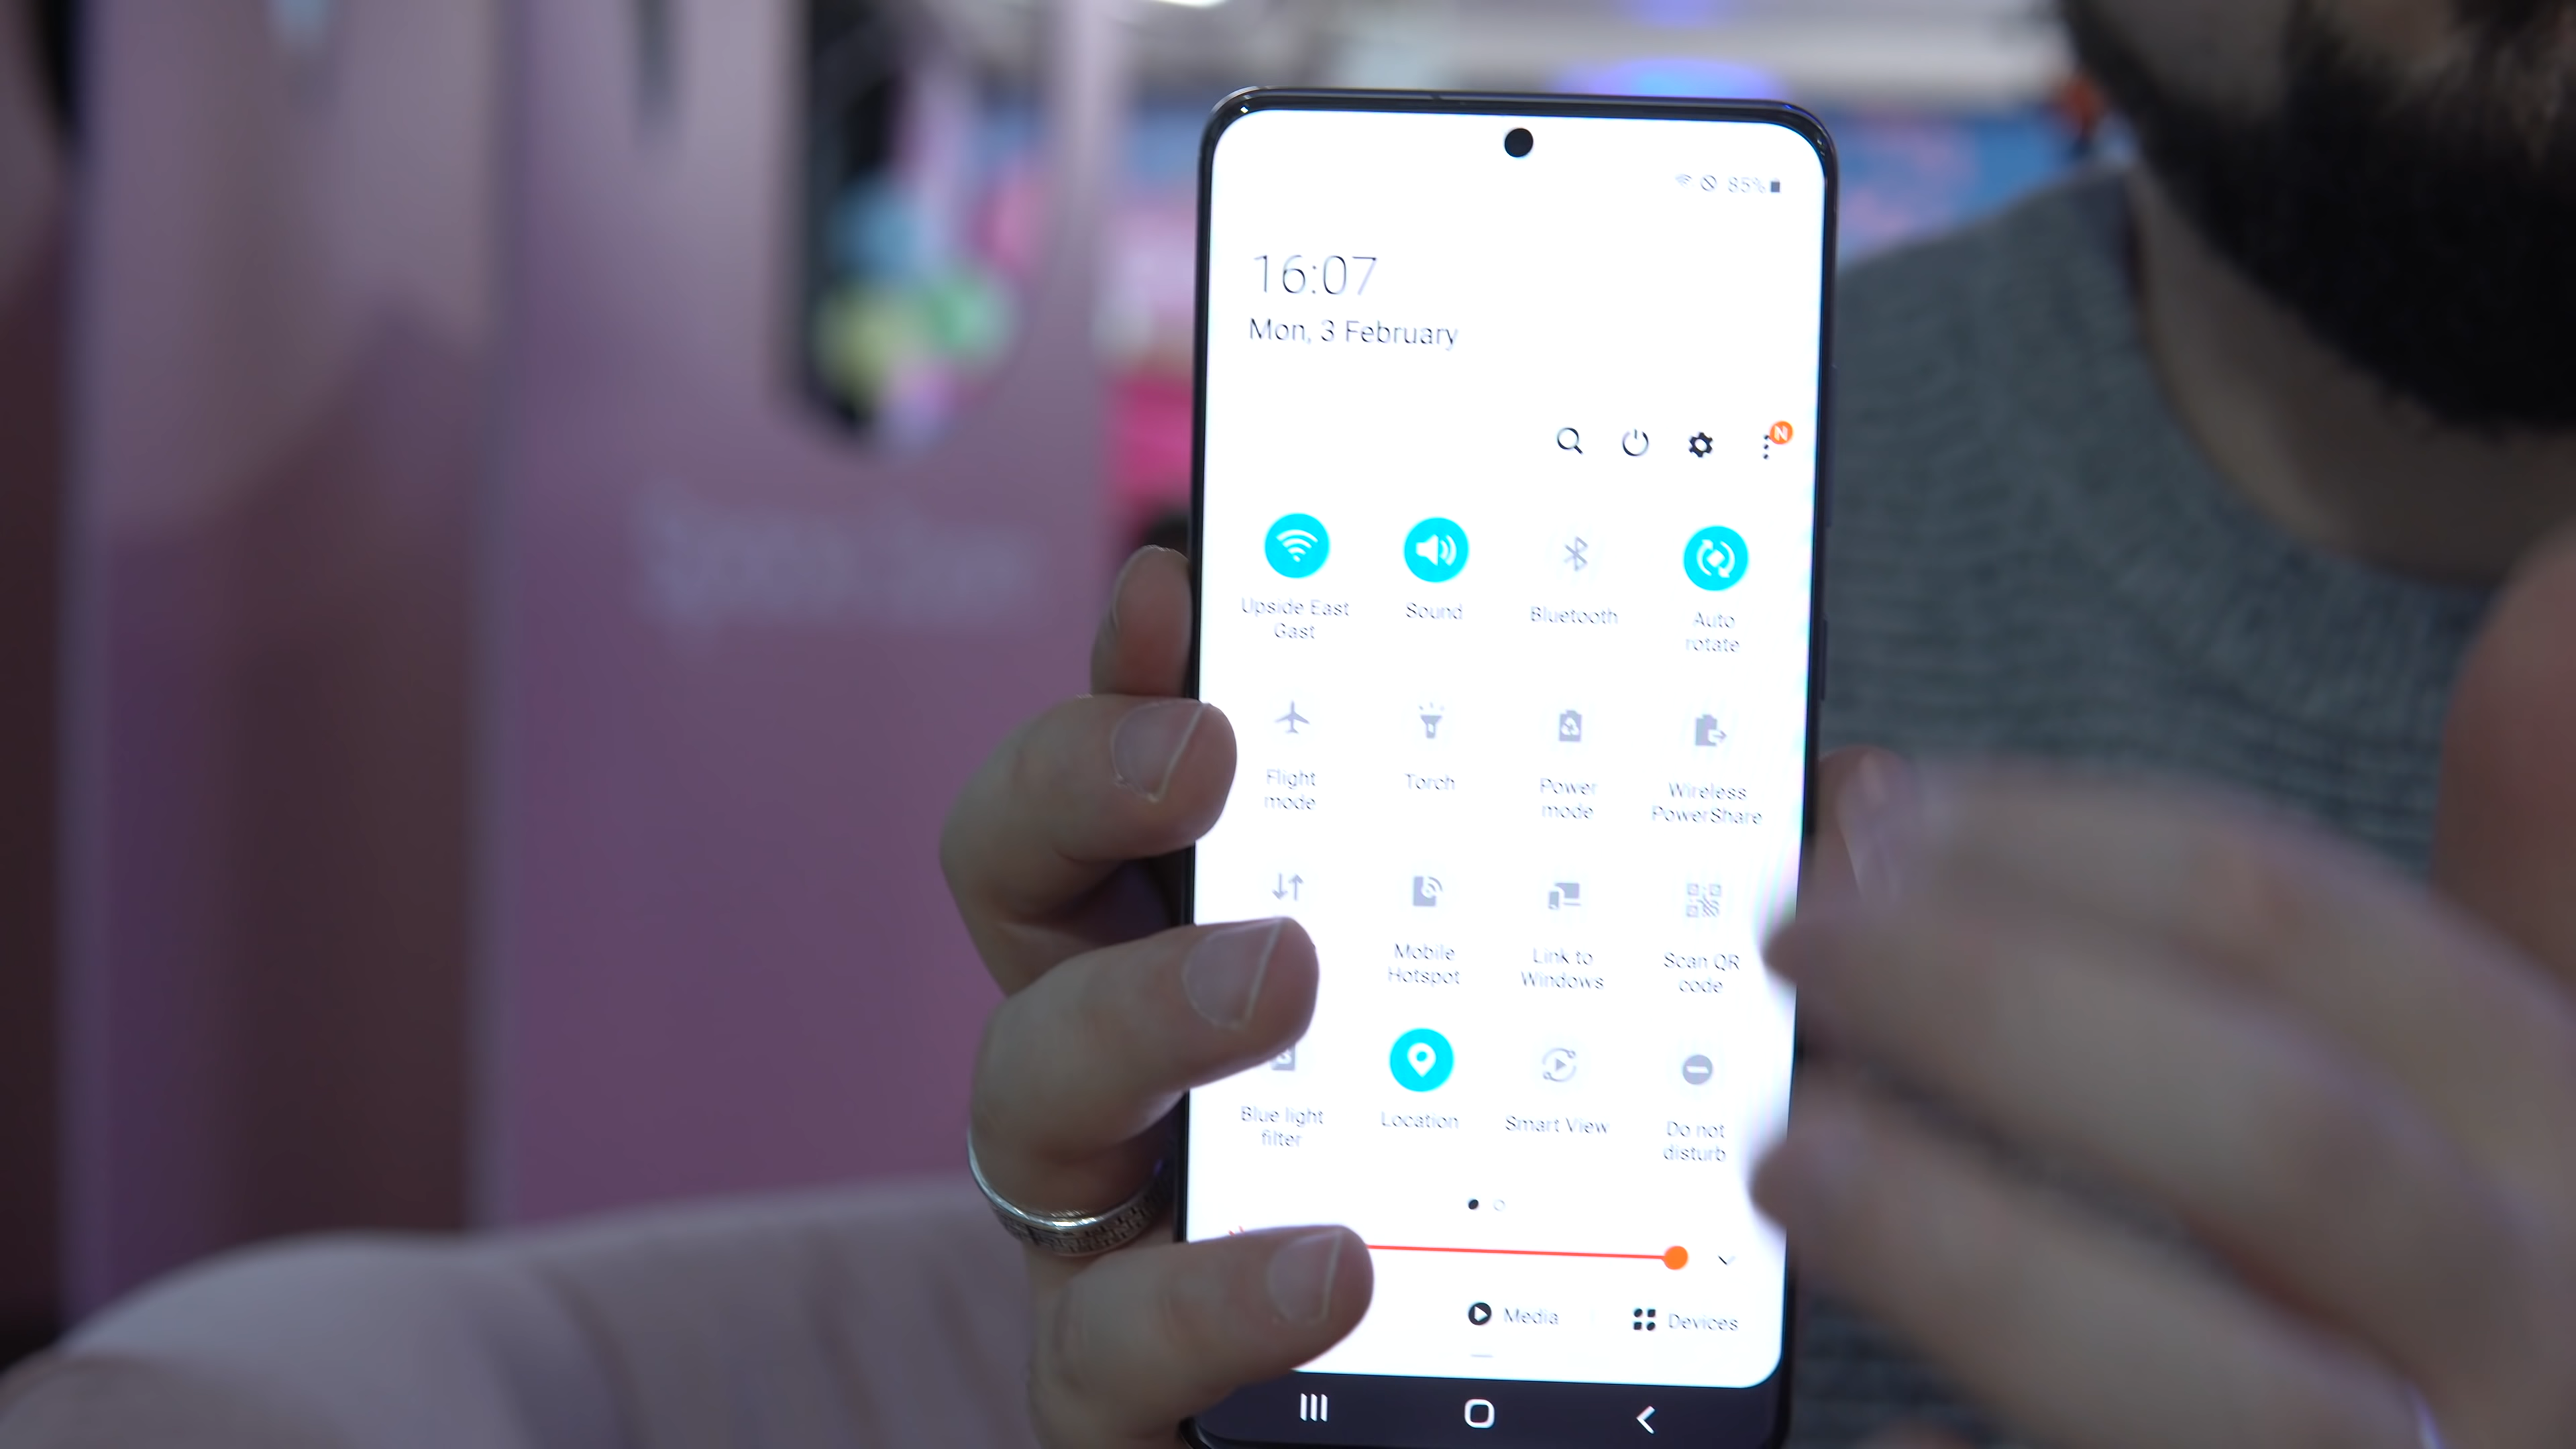 85%
16:07
Mon, 3 February
N
Upside East
Gast
Sound
Bluetooth
Auto
rotate
Flight
mode
Torch
Power
mode
Wireless
PowerShare
Mobile
Hotspot
Link to
Windows
Scan QR
code
Blue light
filter
Location
Smart View
Do not
disturb
Media
Devices